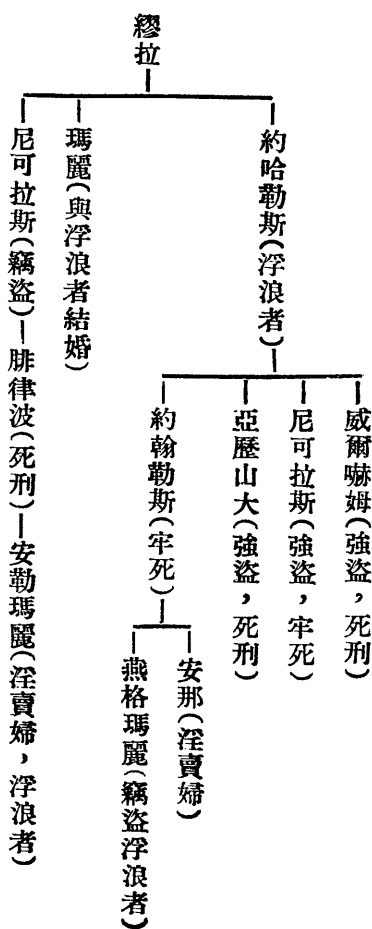 繆拉
約哈勒斯(浮浪者)
威爾嚇姆(強盜,死刑)
尼可拉斯(強盜,牢死)
亞歷山大(強盜,死刑)
約翰勒斯(牢死)
安那(淫賣婦)
燕格瑪麗(竊盜浮浪者)
瑪麗(與浮浪者結婚)
尼可拉斯(竊盜)—腓律波(死刑)—安勒瑪麗(淫賣婦,浮浪者)